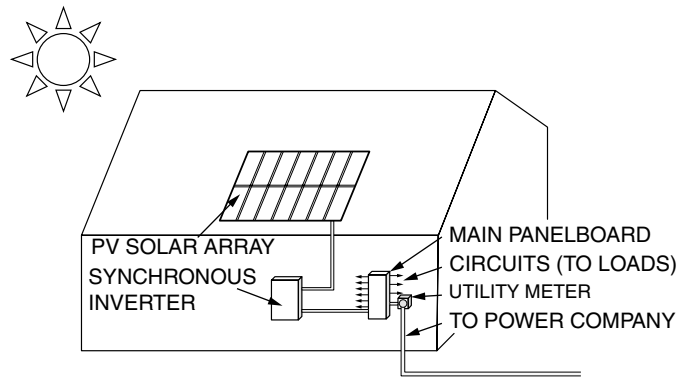 PV SOLAR ARRAY
SYNCHRONOUS
INVERTER
MAIN PANELBOARD
CIRCUITS (TO LOADS)
UTILITY METER
TO POWER COMPANY